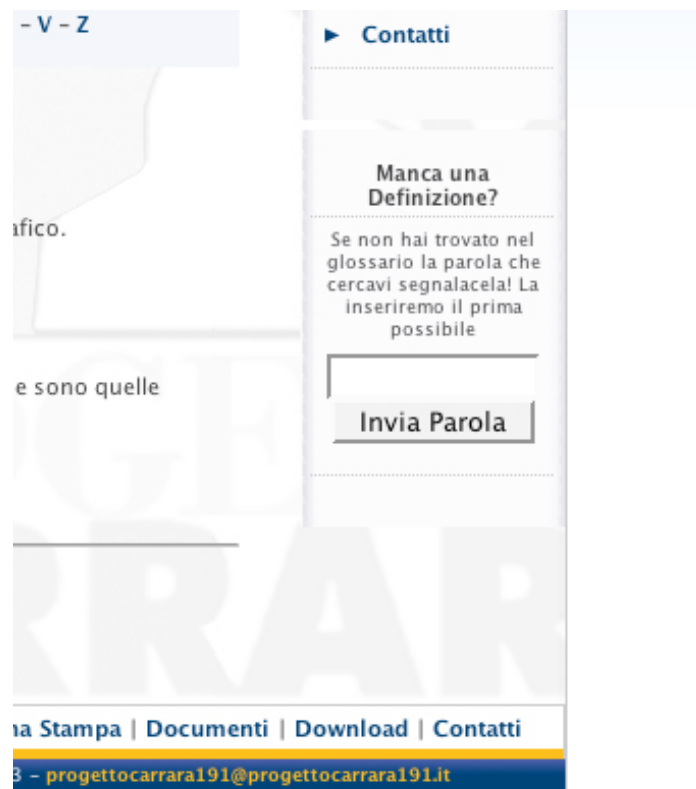 – V – Z
► Contatti
Manca una
Definizione?
afico.
Se non hai trovato nel
glossario la parola che
cercavi segnalacela! La
inseriremo il prima
possibile
e sono quelle
Invia Parola
na Stampa | Documenti | Download | Contatti
3 – progettocarrara191@progettocarrara191.it